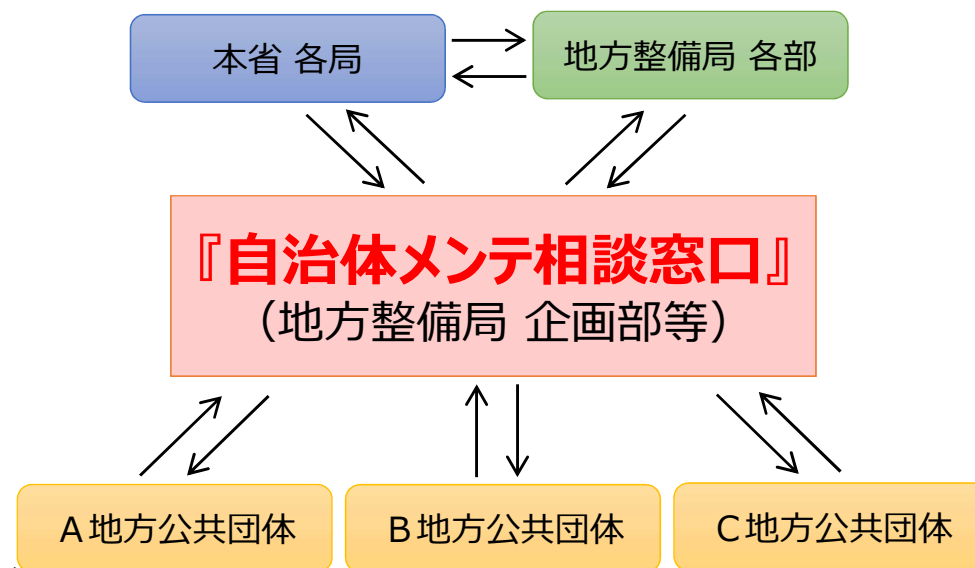 本省 各局
地方整備局 各部
『自治体メンテ相談窓口』
（地方整備局 企画部等）
Ａ地方公共団体
Ｂ地方公共団体
Ｃ地方公共団体